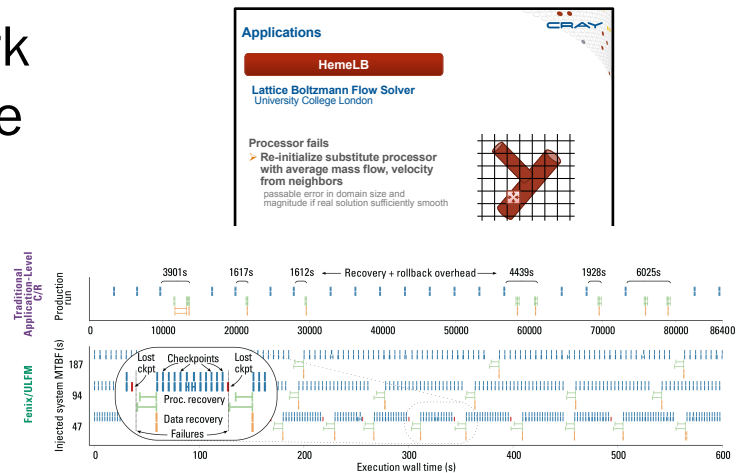 rk
e
Applications
CRAY
HemeLB
Lattice Boltzmann Flow Solver
University College London
Processor fails
➢ Re-initialize substitute processor
with average mass flow, velocity
from neighbors
passable error in domain size and
magnitude if real solution sufficiently smooth
Traditional
Application-Level
C/R
Production
run
3901s 1617s 1612s Recovery + rollback overhead 4439s 1928s 6025s
0 10000 20000 30000 40000 50000 60000 70000 80000 86400
Fenix/ULFM
Injected system MTBF (s)
187
94
47
Lost
ckpt
Checkpoints
Lost
ckpt
Proc. recovery
Data recovery
Failures
0 100 200 300 400 500 600
Execution wall time (s)